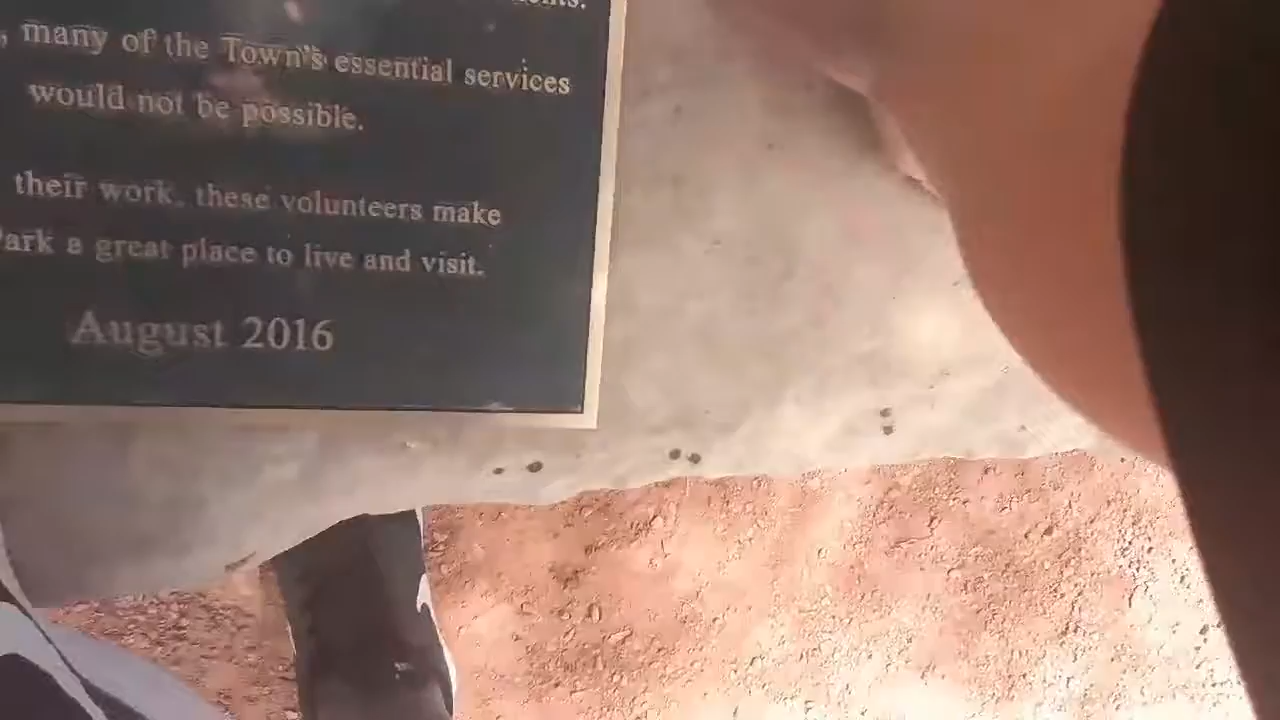 , many of the Town's essential services
would not be possible.
their work, these volunteers make
Park a great place to live and visit.
August 2016